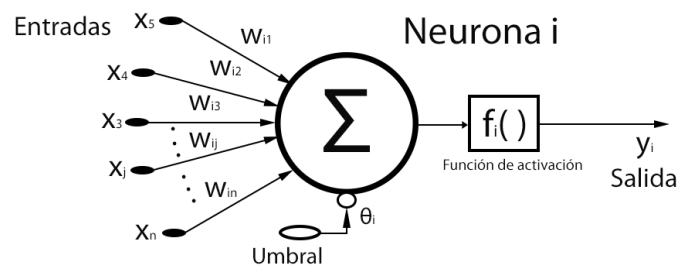 Entradas
x₅
wᵢ₁
Neurona i
x₄
wᵢ₂
x₃
wᵢ₃
xⱼ
wᵢⱼ
xₙ
wᵢₙ
Σ
fᵢ( )
Función de activación
yᵢ
Salida
θᵢ
Umbral